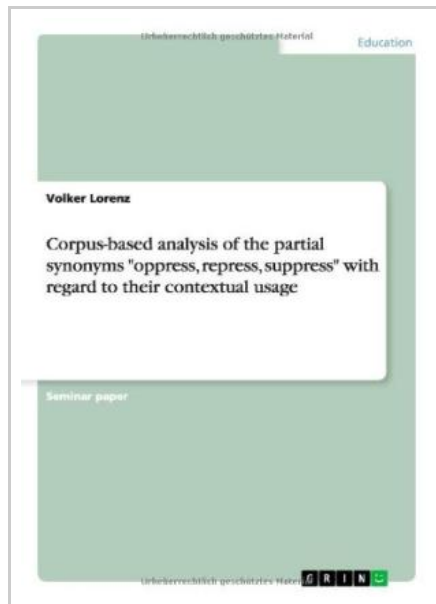 Urheberrechtlich geschütztes Material
Education
Volker Lorenz
Corpus-based analysis of the partial
synonyms "oppress, repress, suppress" with
regard to their contextual usage
Seminar paper
Urheberrechtlich geschütztes Mater
GRIN